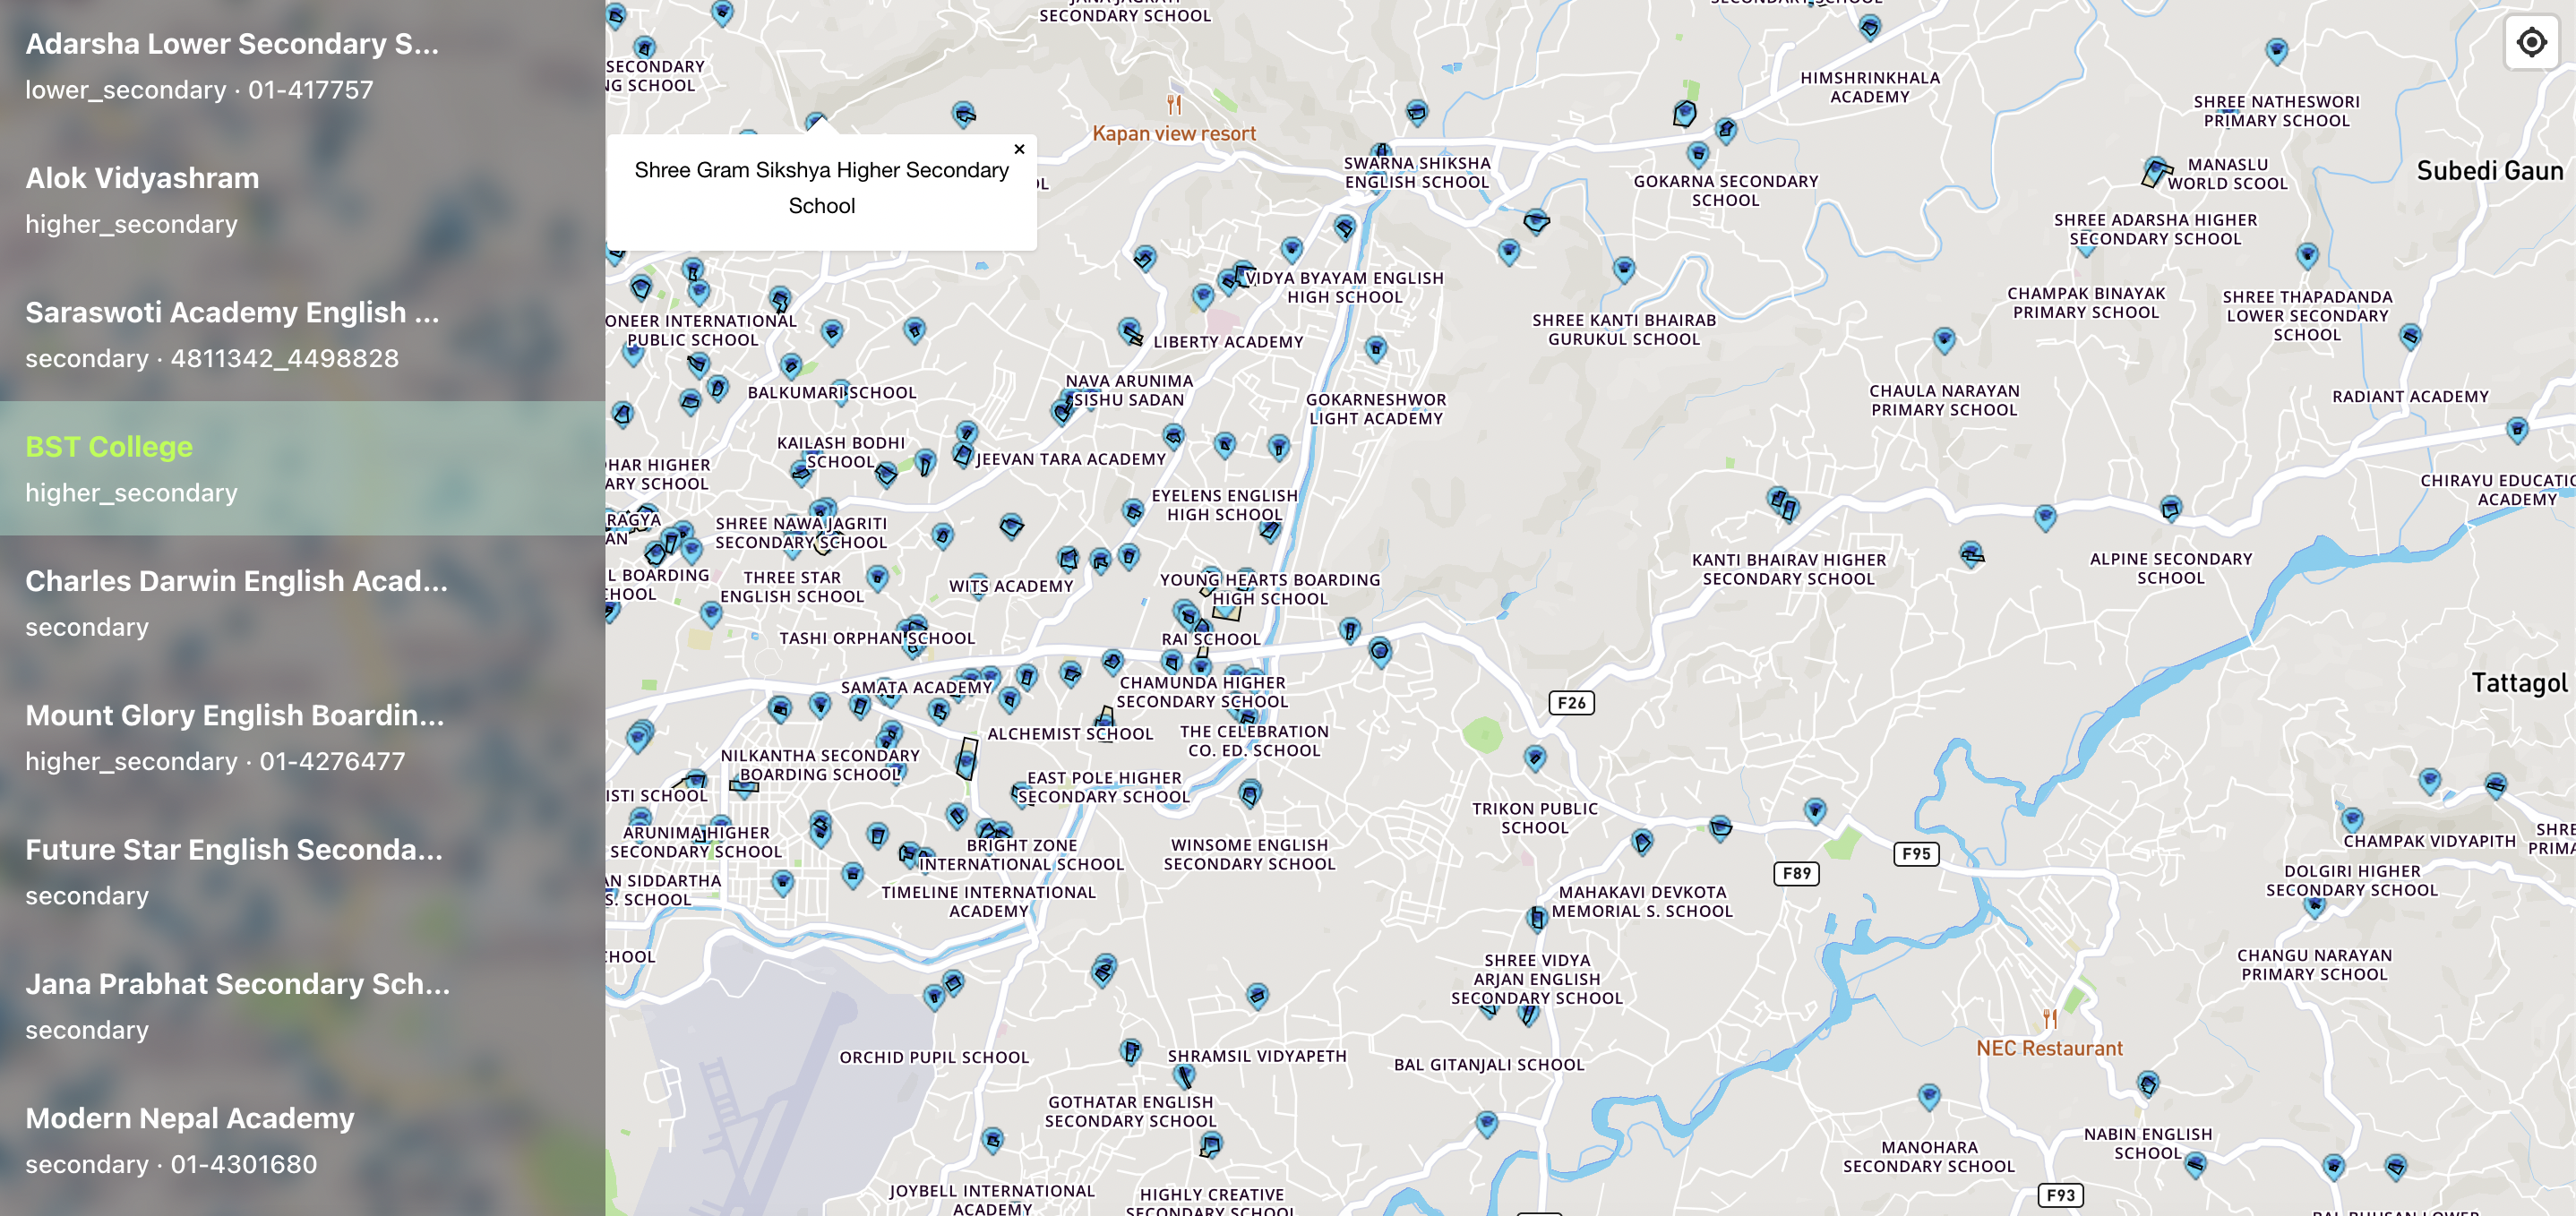 Adarsha Lower Secondary S...
lower_secondary · 01-417757
Alok Vidyashram
higher_secondary
Saraswoti Academy English ...
secondary · 4811342_4498828
BST College
higher_secondary
Charles Darwin English Acad...
secondary
Mount Glory English Boardin...
higher_secondary · 01-4276477
Future Star English Seconda...
secondary
Jana Prabhat Secondary Sch...
secondary
Modern Nepal Academy
secondary · 01-4301680
SECONDARY SCHOOL
SECONDARY
NG SCHOOL
Kapan view resort
×
Shree Gram Sikshya Higher Secondary
School
HIMSHRINKHALA
ACADEMY
SHREE NATHESWORI
PRIMARY SCHOOL
SWARNA SHIKSHA
ENGLISH SCHOOL
GOKARNA SECONDARY
SCHOOL
MANASLU
WORLD SCOOL
Subedi Gaun
SHREE ADARSHA HIGHER
SECONDARY SCHOOL
VIDYA BYAYAM ENGLISH
HIGH SCHOOL
CHAMPAK BINAYAK
PRIMARY SCHOOL
SHREE THAPADANDA
LOWER SECONDARY
SCHOOL
ONEER INTERNATIONAL
PUBLIC SCHOOL
LIBERTY ACADEMY
SHREE KANTI BHAIRAB
GURUKUL SCHOOL
BALKUMARI SCHOOL
NAVA ARUNIMA
SISHU SADAN
GOKARNESHWOR
LIGHT ACADEMY
CHAULA NARAYAN
PRIMARY SCHOOL
RADIANT ACADEMY
KAILASH BODHI
SCHOOL
HAR HIGHER
ARY SCHOOL
JEEVAN TARA ACADEMY
EYELENS ENGLISH
HIGH SCHOOL
CHIRAYU EDUCATIO
ACADEMY
RAGYA
AN
SHREE NAWA JAGRITI
SECONDARY SCHOOL
L BOARDING
CHOOL
THREE STAR
ENGLISH SCHOOL
WITS ACADEMY
YOUNG HEARTS BOARDING
HIGH SCHOOL
KANTI BHAIRAV HIGHER
SECONDARY SCHOOL
ALPINE SECONDARY
SCHOOL
TASHI ORPHAN SCHOOL
RAI SCHOOL
SAMATA ACADEMY
CHAMUNDA HIGHER
SECONDARY SCHOOL
F26
Tattagol
ALCHEMIST SCHOOL
THE CELEBRATION
CO. ED. SCHOOL
NILKANTHA SECONDARY
BOARDING SCHOOL
EAST POLE HIGHER
SECONDARY SCHOOL
ISTI SCHOOL
TRIKON PUBLIC
SCHOOL
ARUNIMA HIGHER
SECONDARY SCHOOL
BRIGHT ZONE
INTERNATIONAL SCHOOL
WINSOME ENGLISH
SECONDARY SCHOOL
F95
F89
CHAMPAK VIDYAPITH
SHRE
PRIMA
AN SIDDARTHA
S. SCHOOL
TIMELINE INTERNATIONAL
ACADEMY
MAHAKAVI DEVKOTA
MEMORIAL S. SCHOOL
DOLGIRI HIGHER
SECONDARY SCHOOL
CHOOL
SHREE VIDYA
ARJAN ENGLISH
SECONDARY SCHOOL
CHANGU NARAYAN
PRIMARY SCHOOL
ORCHID PUPIL SCHOOL
SHRAMSIL VIDYAPETH
BAL GITANJALI SCHOOL
NEC Restaurant
GOTHATAR ENGLISH
SECONDARY SCHOOL
MANOHARA
SECONDARY SCHOOL
NABIN ENGLISH
SCHOOL
JOYBELL INTERNATIONAL
ACADEMY
HIGHLY CREATIVE
SECONDARY SCHOOL
F93